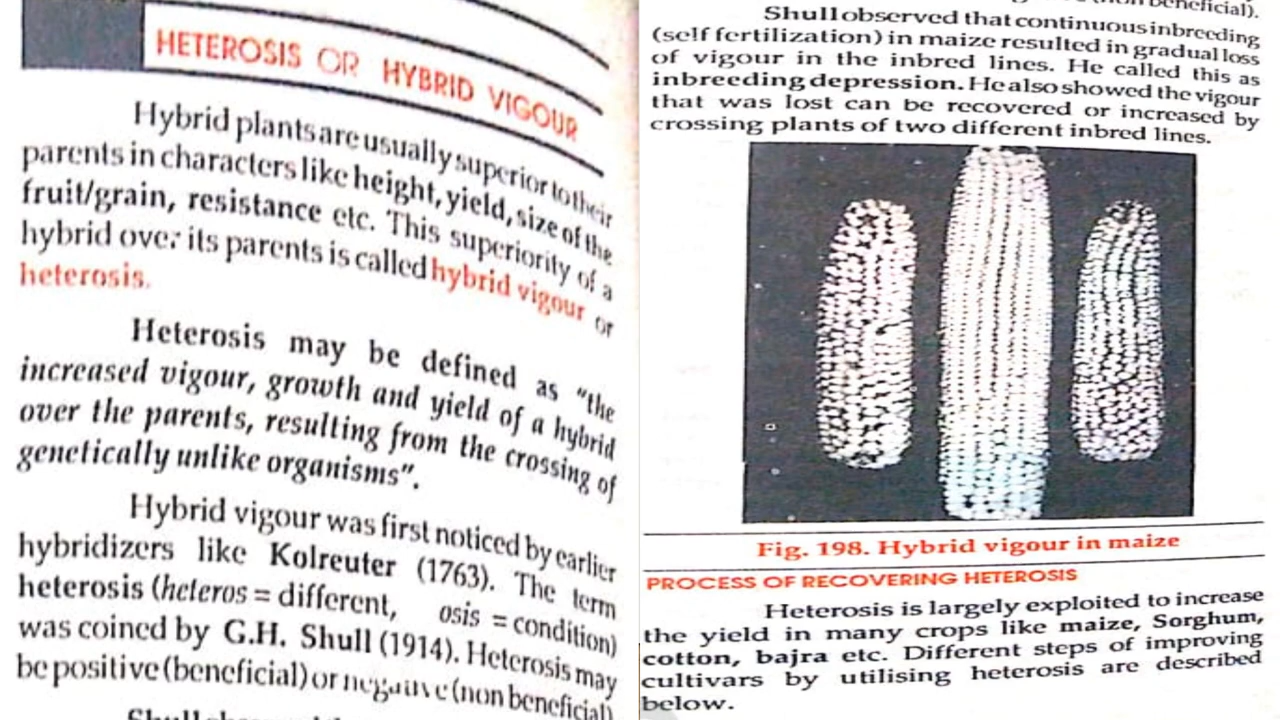 HETEROSIS OR HYBRID VIGOUR
Hybrid plants are usually superior to their
parents in characters like height, yield, size of the
fruit/grain, resistance etc. This superiority of a
hybrid over its parents is called hybrid vigour or
heterosis.
Heterosis may be defined as "the
increased vigour, growth and yield of a hybrid
over the parents, resulting from the crossing of
genetically unlike organisms".
Hybrid vigour was first noticed by earlier
hybridizers like Kolreuter (1763). The term
heterosis (heteros = different, osis = condition)
was coined by G.H. Shull (1914). Heterosis may
be positive (beneficial) or negative (non beneficial).
(non beneficial).
Shull observed that continuous inbreeding
(self fertilization) in maize resulted in gradual loss
of vigour in the inbred lines. He called this as
inbreeding depression. He also showed the vigour
that was lost can be recovered or increased by
crossing plants of two different inbred lines.
Fig. 198. Hybrid vigour in maize
PROCESS OF RECOVERING HETEROSIS
Heterosis is largely exploited to increase
the yield in many crops like maize, Sorghum,
cotton, bajra etc. Different steps of improving
cultivars by utilising heterosis are described
below.